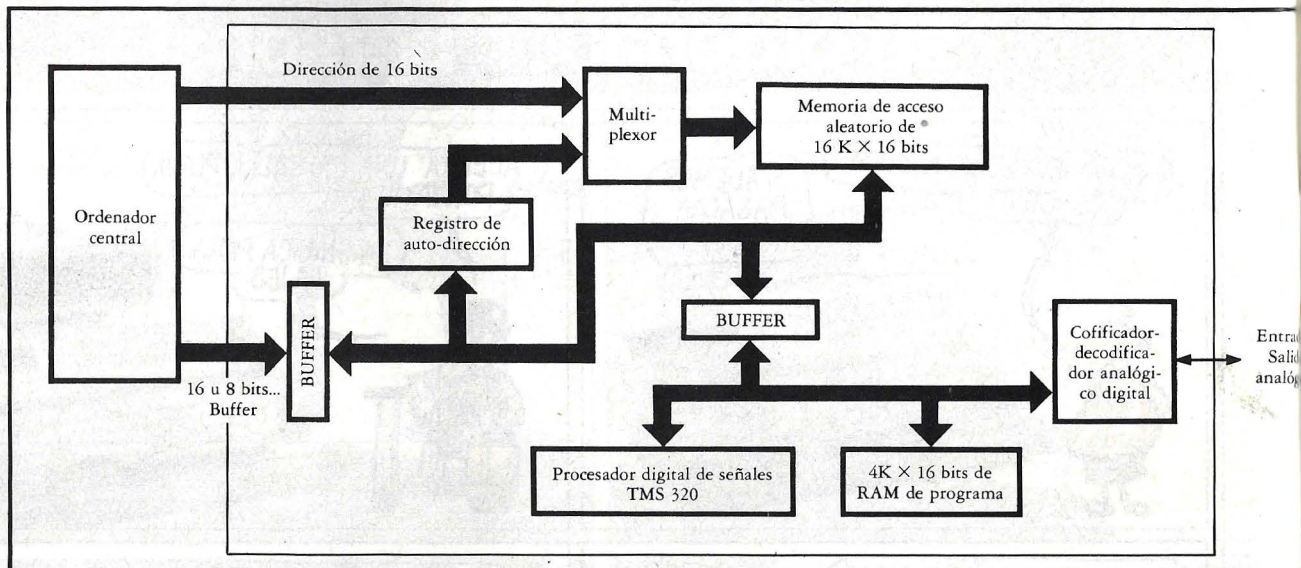 Dirección de 16 bits
Ordenador
central
Multi-
plexor
Memoria de acceso
aleatorio de
16 K × 16 bits
Registro de
auto-dirección
BUFFER
16 u 8 bits...
Buffer
BUFFER
Cofificador-
decodifica-
dor analógi-
co digital
Procesador digital de señales
TMS 320
4K × 16 bits de
RAM de programa